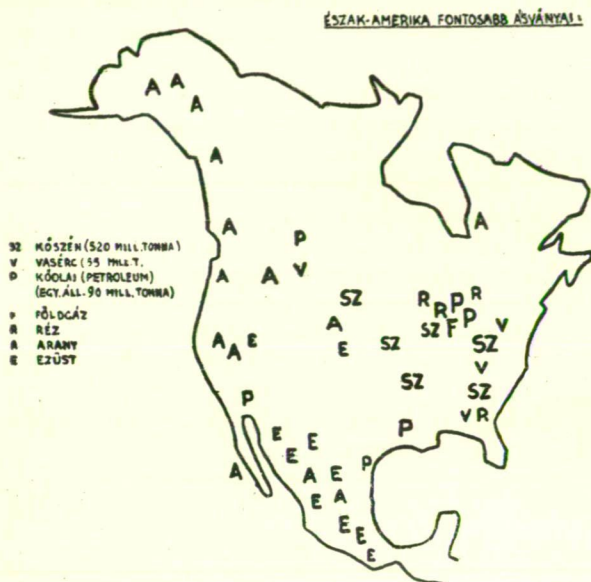 ÉSZAK-AMERIKA FONTOSABB ÁSVÁNYAI:
SZ KŐSZÉN (520 MILL. TONNA)
V VASÉRC (55 MILL. T.
P KŐOLAJ (PETROLEUM)
(EGY. ÁLL. 90 MILL. TONNA)
F FÖLDGÁZ
R RÉZ
A ARANY
E EZÜST
A A
A
A
A A
P
A A V
SZ R R P R
A SZ F P V
A A E E SZ SZ
V
SZ SZ
P V R
P
E E E P
A A E
E A
E E
E